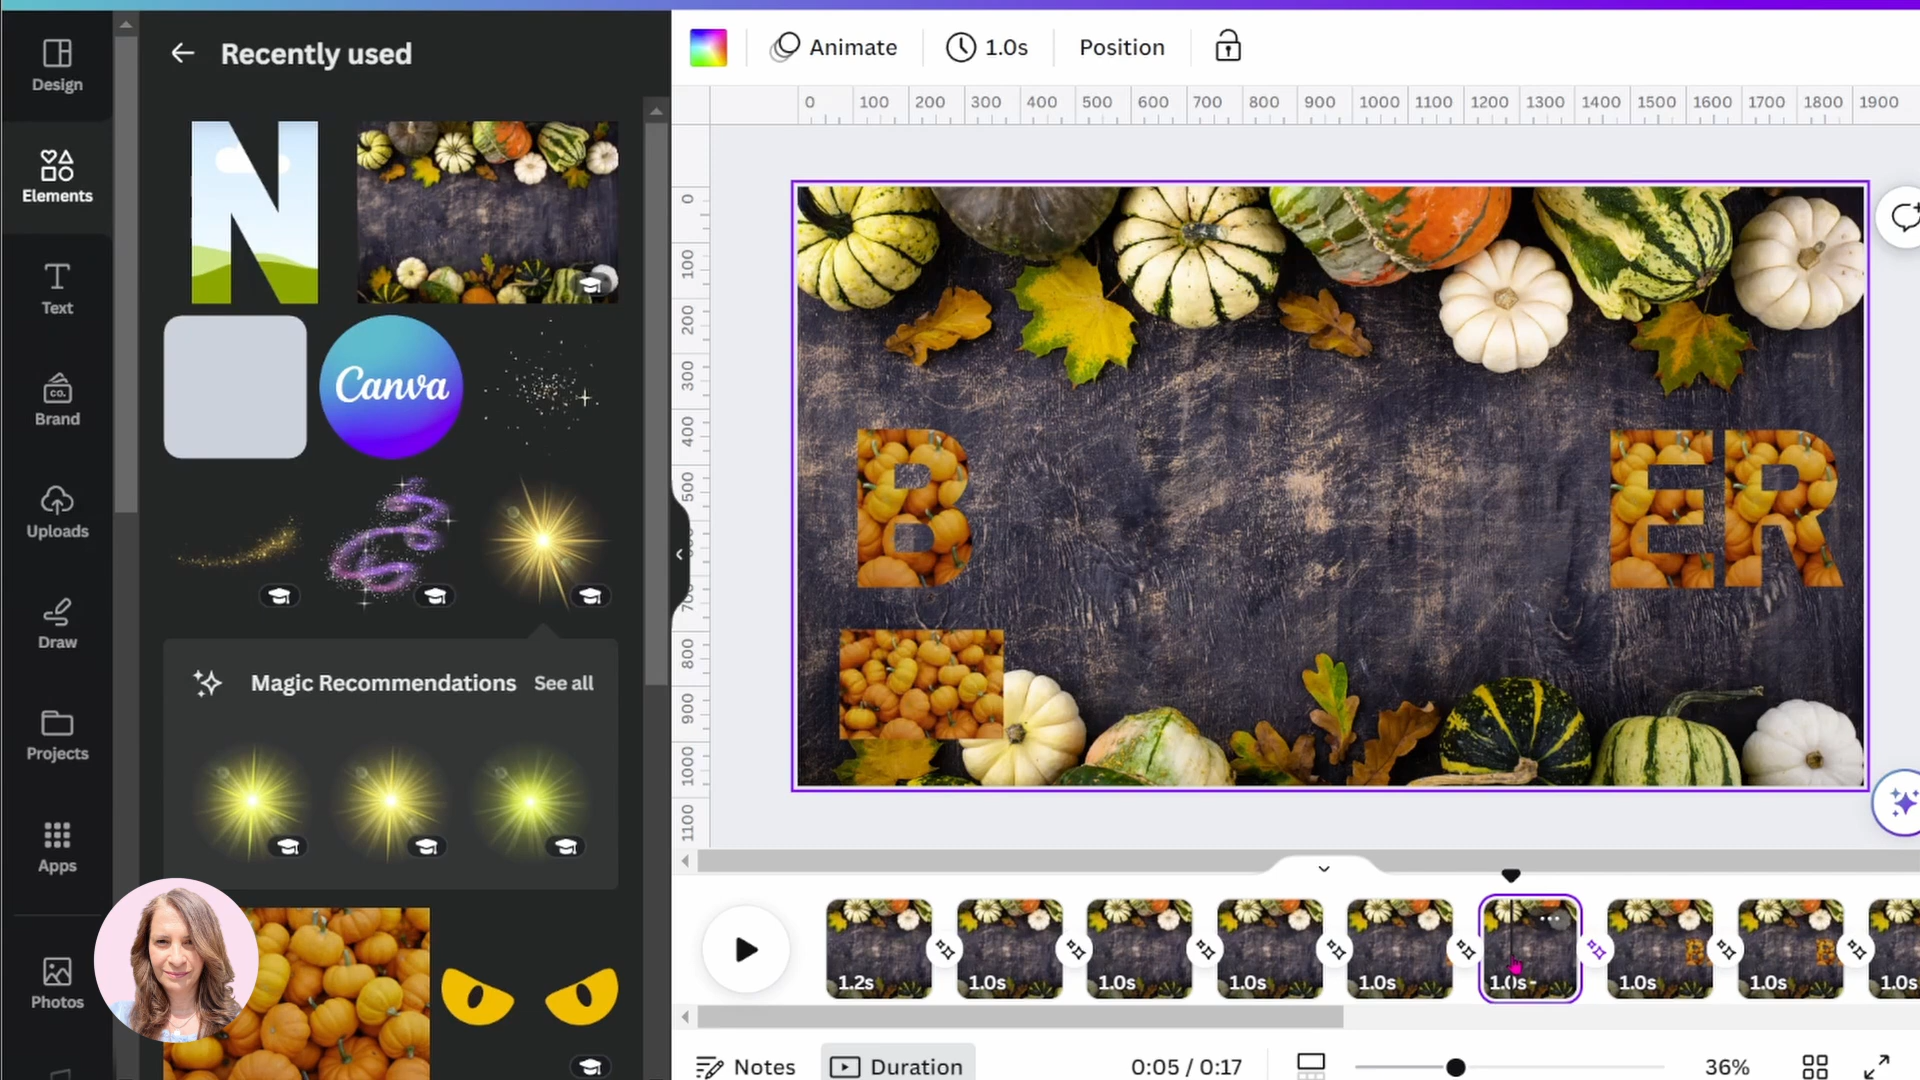 Design
Elements
Text
Brand
CO.
Uploads
Draw
Projects
Apps
Photos
Recently used
N
Canva
Magic Recommendations
See all
Animate
1.0s
Position
0 100 200 300 400 500 600 700 800 900 1000 1100 1200 1300 1400 1500 1600 1700 1800 1900
0
100
200
300
400
500
800
900
1000
1100
B ER
1.2s
1.0s
1.0s
1.0s
1.0s
1.0s
1.0s
1.0s
1.0s
Notes
Duration
0:05 / 0:17
36%